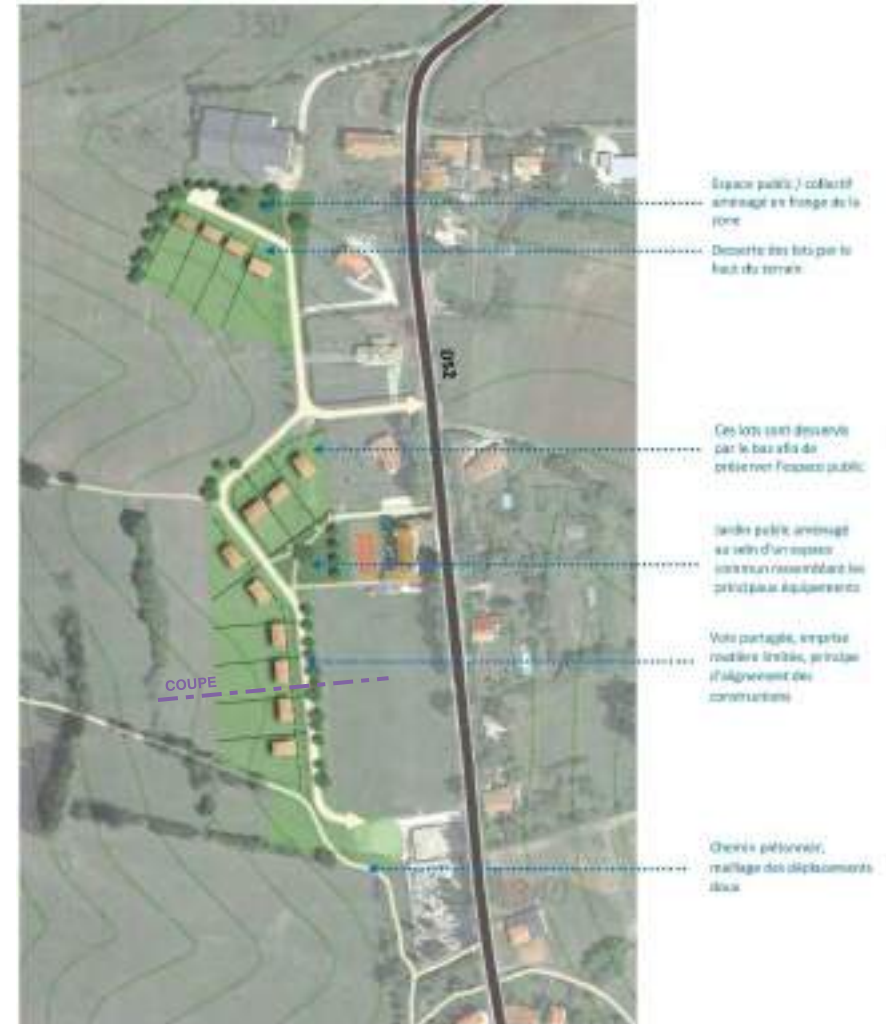 Espace public / collectif
aménagé en frange de la
zone
Desserte des lots par le
haut du terrain
D52
Ces lots sont desservis
par le bas afin de
préserver l'espace public
Jardin public aménagé
au sein d'un espace
commun rassemblant les
principaux équipements
Voie partagée, emprise
routière limitée, principe
d'alignement des
constructions
COUPE
Chemin piétonnier,
maillage des déplacements
doux